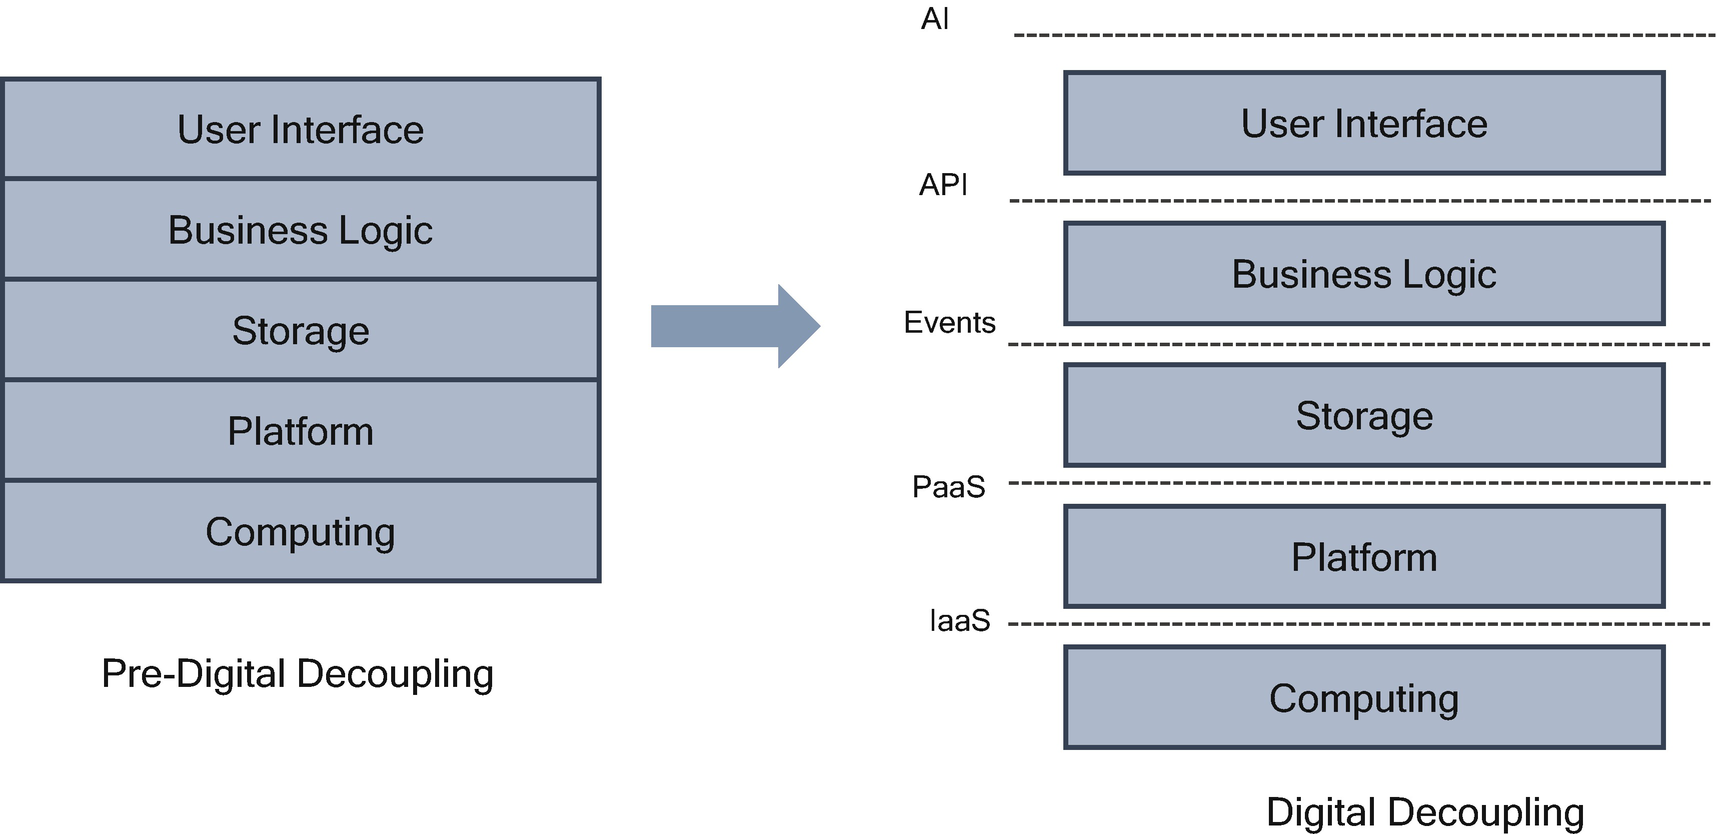 User Interface
Business Logic
Storage
Platform
Computing
Pre-Digital Decoupling
AI
User Interface
API
Business Logic
Events
Storage
PaaS
Platform
IaaS
Computing
Digital Decoupling